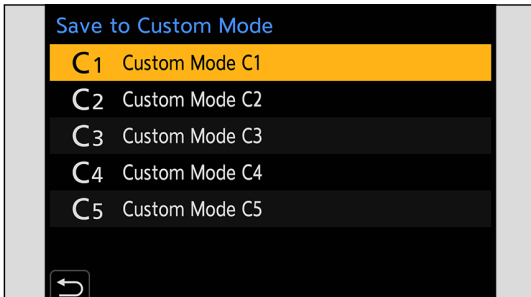 Save to Custom Mode
C1 Custom Mode C1
C2 Custom Mode C2
C3 Custom Mode C3
C4 Custom Mode C4
C5 Custom Mode C5